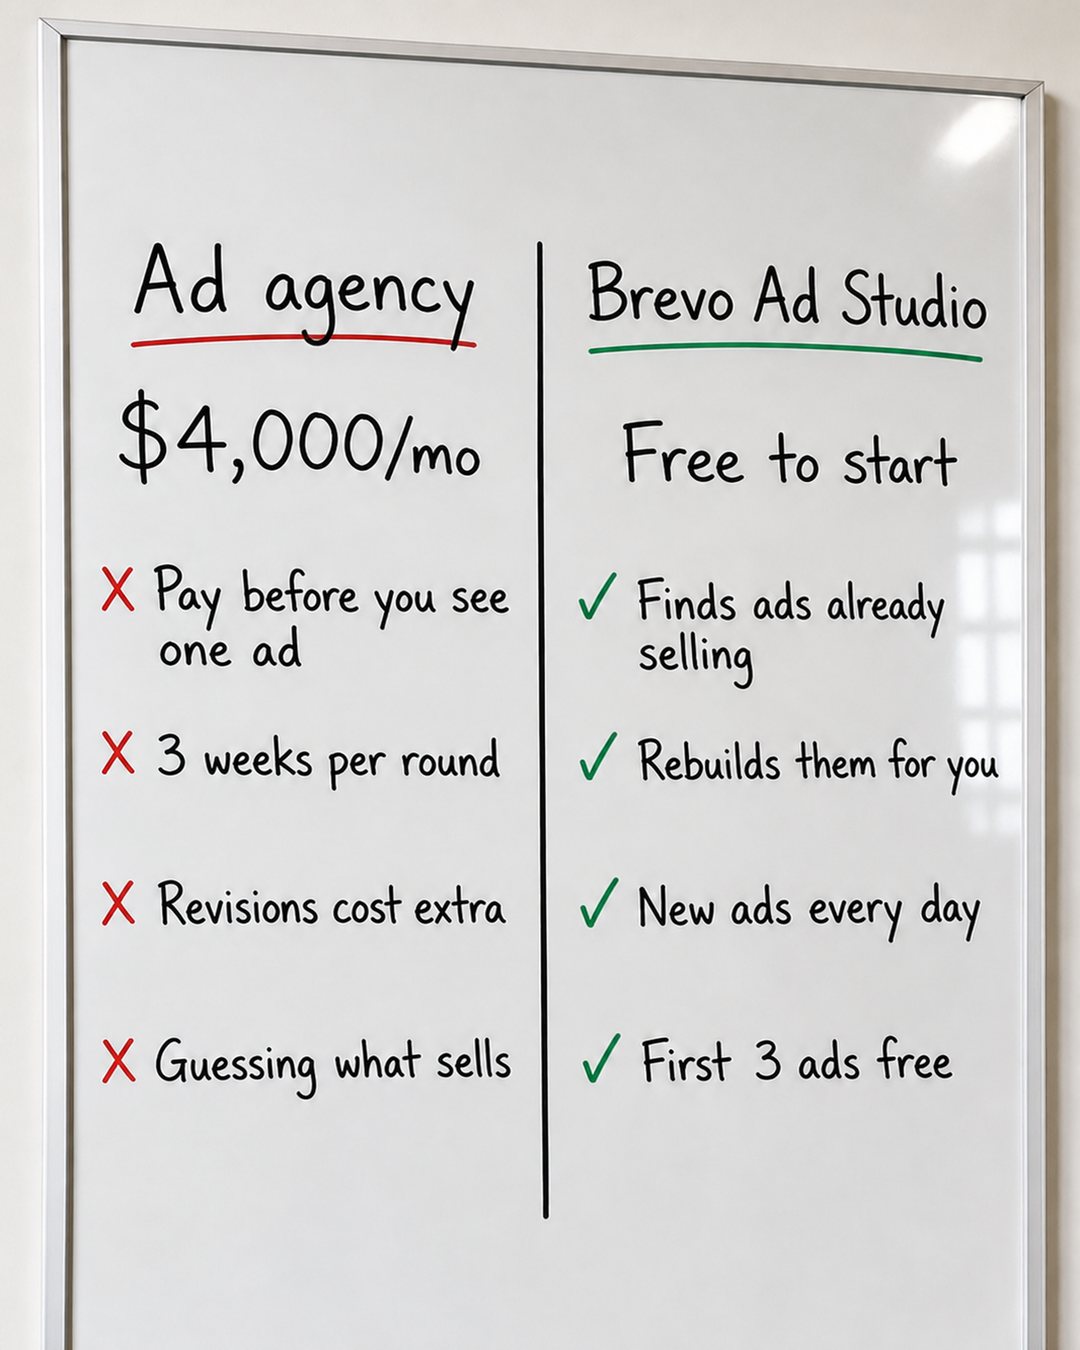 Ad agency
$4,000/mo
X Pay before you see
one ad
X 3 weeks per round
X Revisions cost extra
X Guessing what sells
Brevo Ad Studio
Free to start
✓ Finds ads already
selling
✓ Rebuilds them for you
✓ New ads every day
✓ First 3 ads free